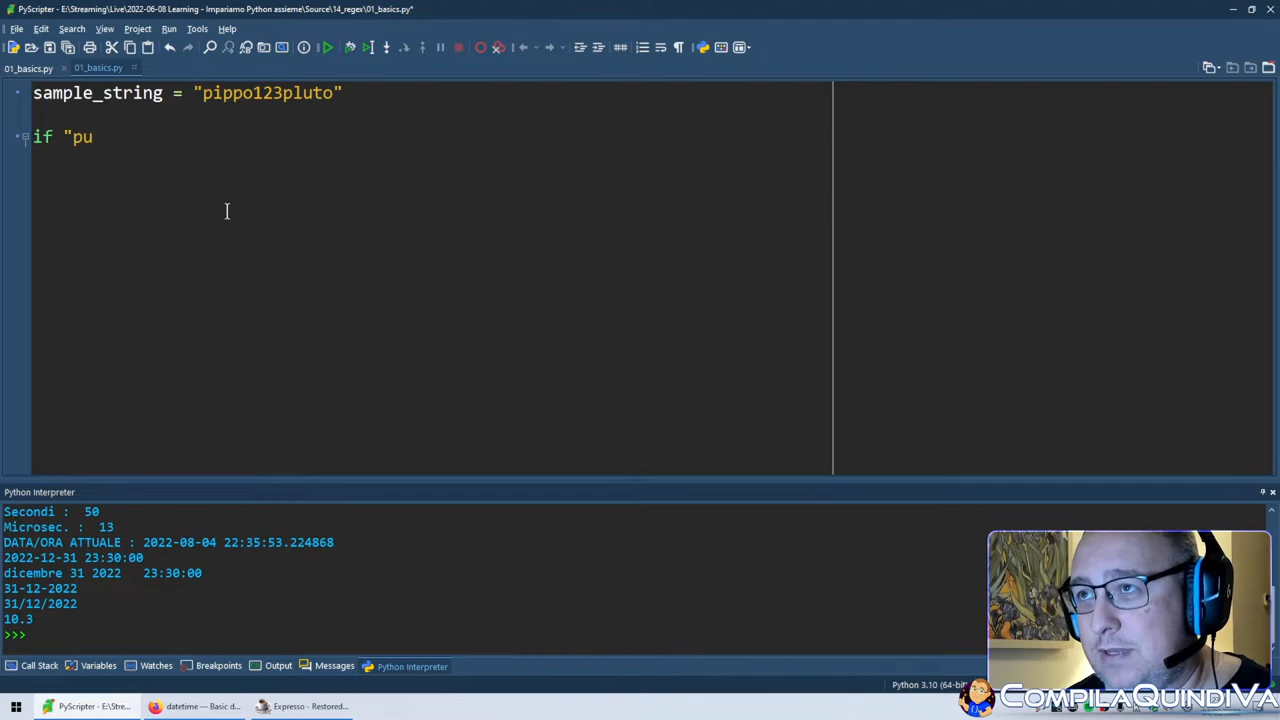 PyScripter - E:\Streaming\Live\2022-06-08 Learning - Impariamo Python assieme\Source\14_regex\01_basics.py*
File Edit Search View Project Run Tools Help
01_basics.py 01_basics.py
sample_string = "pippo123pluto"
if "pu
Python Interpreter
Secondi : 50
Microsec. : 13
DATA/ORA ATTUALE : 2022-08-04 22:35:53.224868
2022-12-31 23:30:00
dicembre 31 2022 23:30:00
31-12-2022
31/12/2022
10.3
>>>
Call Stack Variables Watches Breakpoints Output Messages Python Interpreter
Python 3.10 (64-bit)
PyScripter - E:\Stre... datetime — Basic d... Expresso - Restored...
COMPILAQUINDIVA